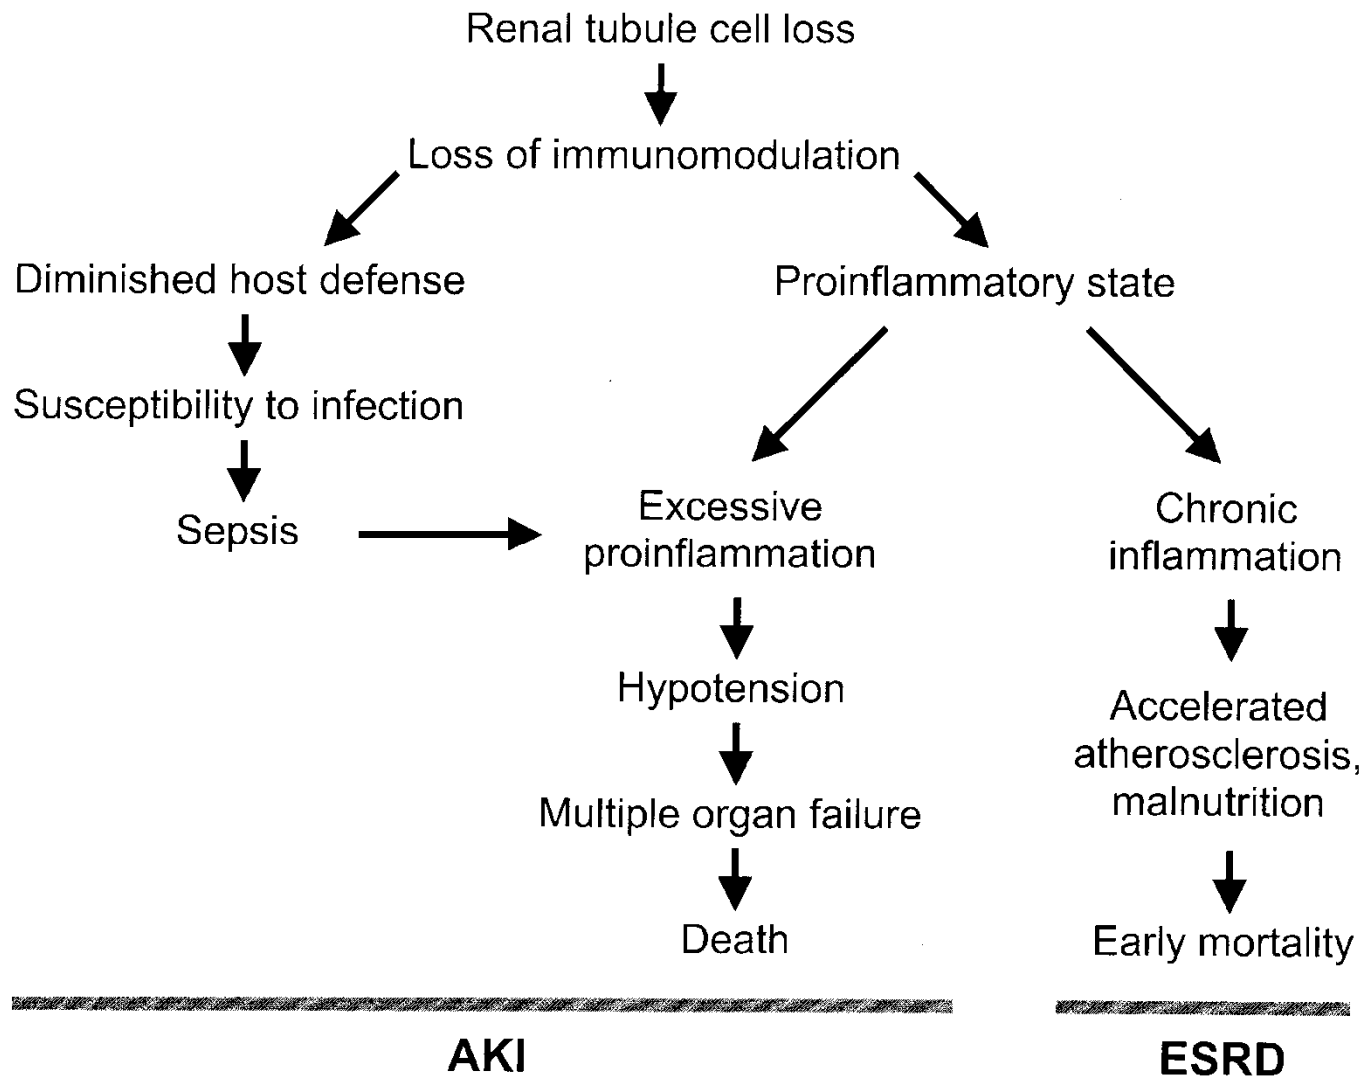 Renal tubule cell loss
Loss of immunomodulation
Diminished host defense
Proinflammatory state
Susceptibility to infection
Sepsis
Excessive
proinflammation
Chronic
inflammation
Hypotension
Accelerated
atherosclerosis,
malnutrition
Multiple organ failure
Death
Early mortality
AKI
ESRD